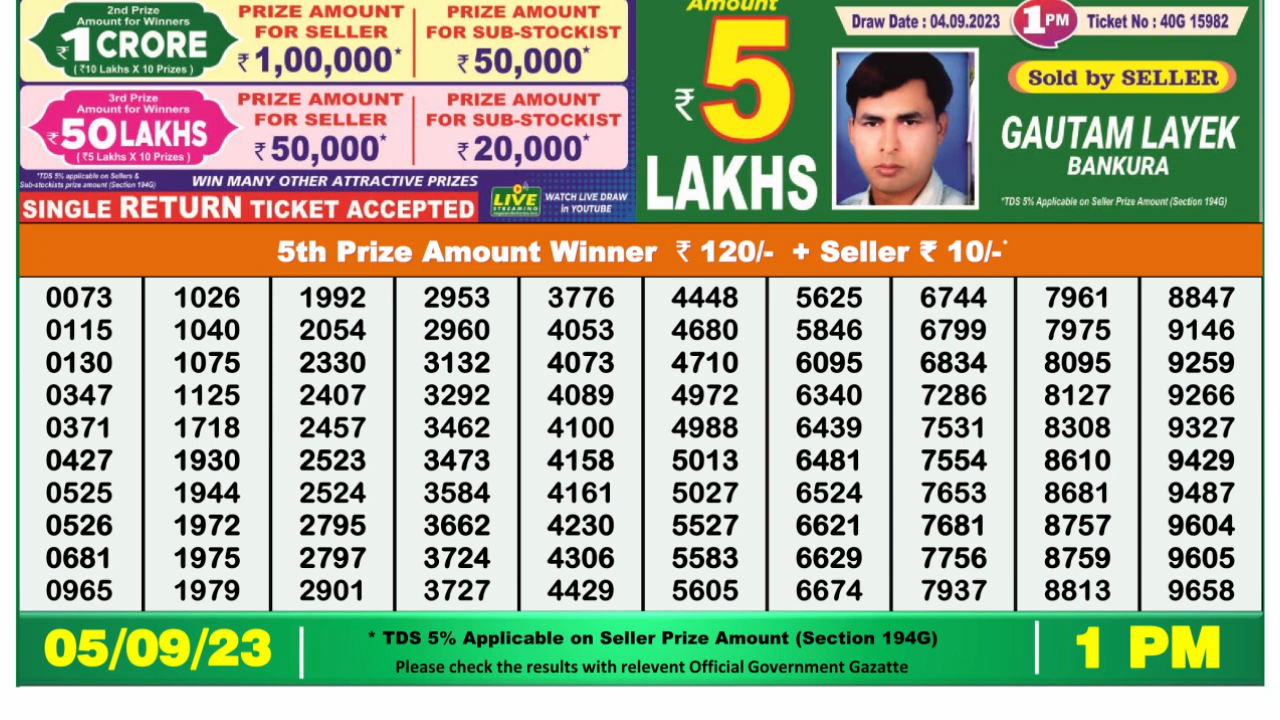 2nd Prize
Amount for Winners
₹1 CRORE
(₹10 Lakhs X 10 Prizes)
PRIZE AMOUNT
FOR SELLER
₹1,00,000*
PRIZE AMOUNT
FOR SUB-STOCKIST
₹50,000*
3rd Prize
Amount for Winners
₹50 LAKHS
(₹5 Lakhs X 10 Prizes)
PRIZE AMOUNT
FOR SELLER
₹50,000*
PRIZE AMOUNT
FOR SUB-STOCKIST
₹20,000*
*TDS 5% applicable on Sellers &
Sub-stockists prize amount (Section 194G)
WIN MANY OTHER ATTRACTIVE PRIZES
SINGLE RETURN TICKET ACCEPTED
LIVE
STREAMING
WATCH LIVE DRAW
in YOUTUBE
Amount
₹5
LAKHS
Draw Date : 04.09.2023 1PM Ticket No : 40G 15982
Sold by SELLER
GAUTAM LAYEK
BANKURA
*TDS 5% Applicable on Seller Prize Amount (Section 194G)
5th Prize Amount Winner ₹ 120/- + Seller ₹ 10/-*
0073 1026 1992 2953 3776 4448 5625 6744 7961 8847
0115 1040 2054 2960 4053 4680 5846 6799 7975 9146
0130 1075 2330 3132 4073 4710 6095 6834 8095 9259
0347 1125 2407 3292 4089 4972 6340 7286 8127 9266
0371 1718 2457 3462 4100 4988 6439 7531 8308 9327
0427 1930 2523 3473 4158 5013 6481 7554 8610 9429
0525 1944 2524 3584 4161 5027 6524 7653 8681 9487
0526 1972 2795 3662 4230 5527 6621 7681 8757 9604
0681 1975 2797 3724 4306 5583 6629 7756 8759 9605
0965 1979 2901 3727 4429 5605 6674 7937 8813 9658
05/09/23
* TDS 5% Applicable on Seller Prize Amount (Section 194G)
Please check the results with relevent Official Government Gazatte
1 PM